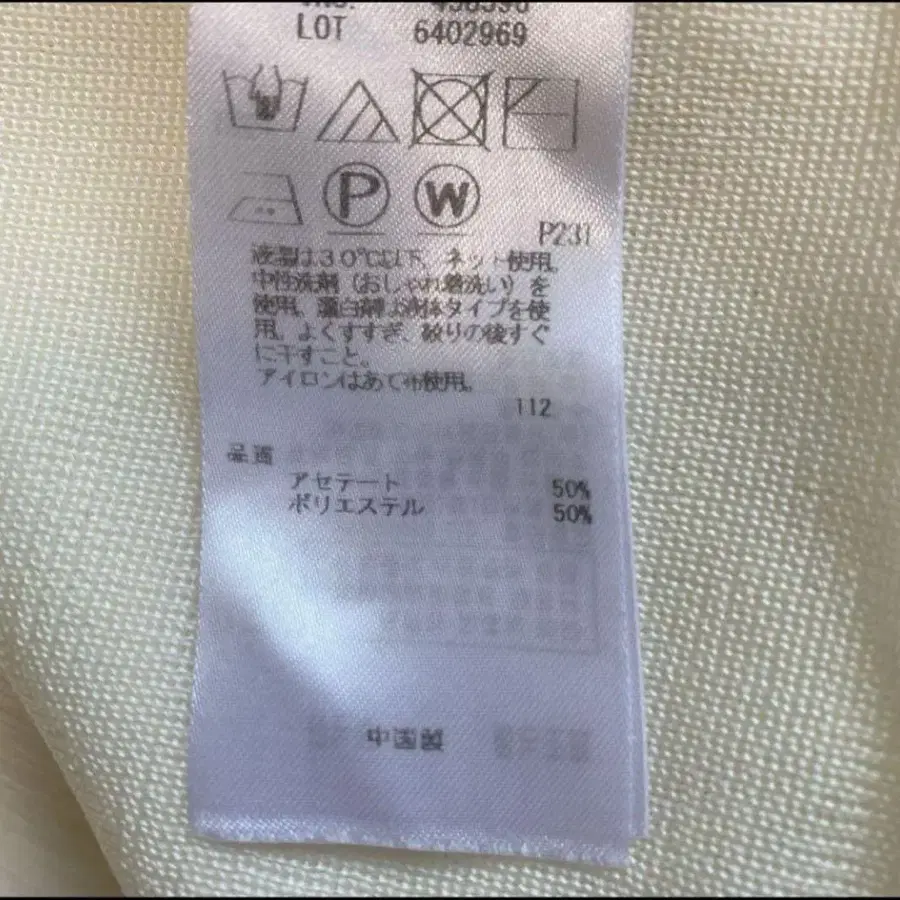 LOT 6402969
P
W
P231
液温は30℃以下、ネット使用。
中性洗剤（おしゃれ着洗い）を
使用。蛋白剤は液体タイプを使
用。よくすすぎ、絞りの後すぐ
に干すこと。
アイロンはあて布使用。
112
品質
アセテート 50%
ポリエステル 50%
中国製